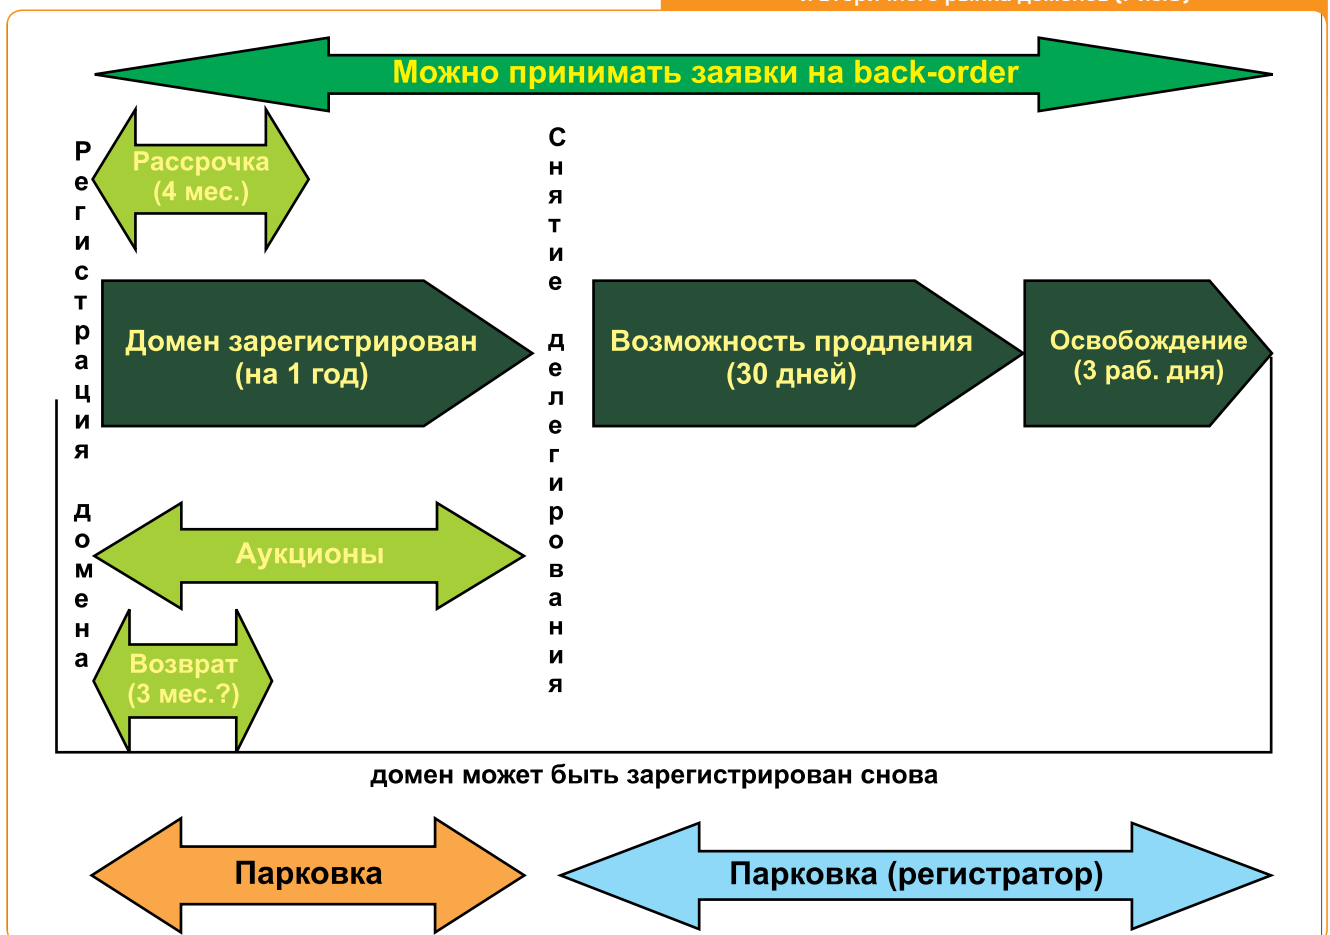 Можно принимать заявки на back-order
Регистрация домена
Рассрочка
(4 мес.)
Снятие делегирования
Домен зарегистрирован
(на 1 год)
Возможность продления
(30 дней)
Освобождение
(3 раб. дня)
Аукционы
Возврат
(3 мес.?)
домен может быть зарегистрирован снова
Парковка
Парковка (регистратор)